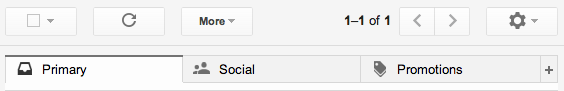 More 1–1 of 1
Primary Social Promotions +